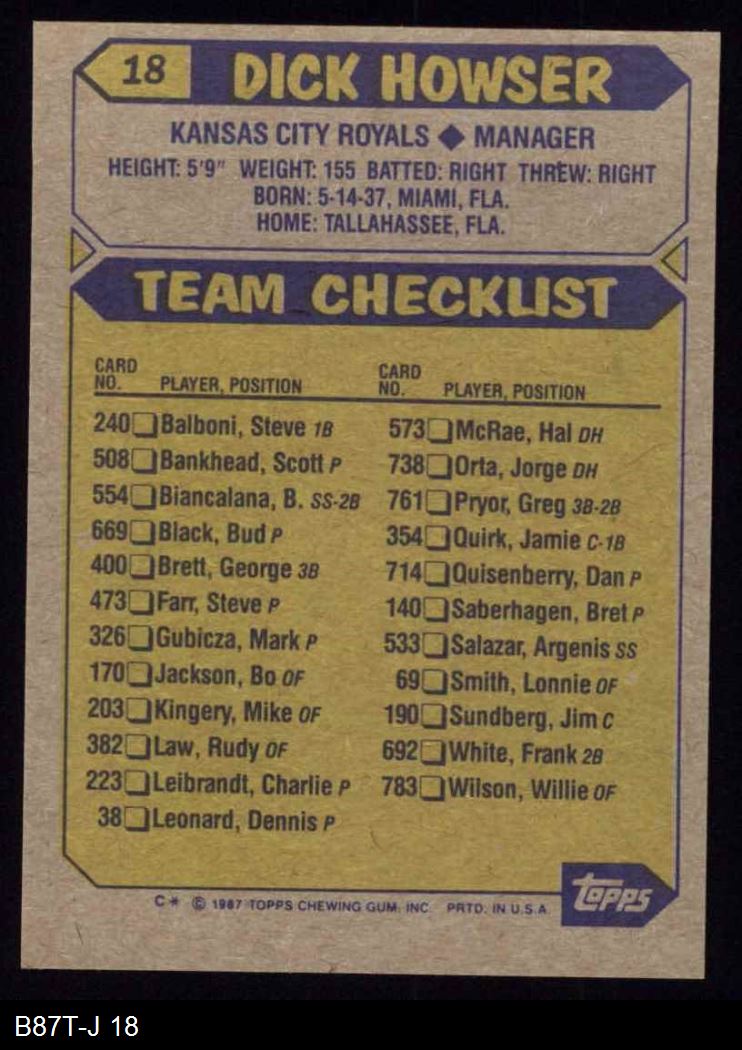 18 DICK HOWSER
KANSAS CITY ROYALS ◆ MANAGER
HEIGHT: 5'9" WEIGHT: 155 BATTED: RIGHT THREW: RIGHT
BORN: 5-14-37, MIAMI, FLA.
HOME: TALLAHASSEE, FLA.
TEAM CHECKLIST
CARD
NO. PLAYER, POSITION
240 Balboni, Steve 1B
508 Bankhead, Scott P
554 Biancalana, B. SS-2B
669 Black, Bud P
400 Brett, George 3B
473 Farr, Steve P
326 Gubicza, Mark P
170 Jackson, Bo OF
203 Kingery, Mike OF
382 Law, Rudy OF
223 Leibrandt, Charlie P
38 Leonard, Dennis P
CARD
NO. PLAYER, POSITION
573 McRae, Hal DH
738 Orta, Jorge DH
761 Pryor, Greg 3B-2B
354 Quirk, Jamie C-1B
714 Quisenberry, Dan P
140 Saberhagen, Bret P
533 Salazar, Argenis SS
69 Smith, Lonnie OF
190 Sundberg, Jim C
692 White, Frank 2B
783 Wilson, Willie OF
C* © 1987 TOPPS CHEWING GUM, INC. PRTD. IN U.S.A.
topps
B87T-J 18